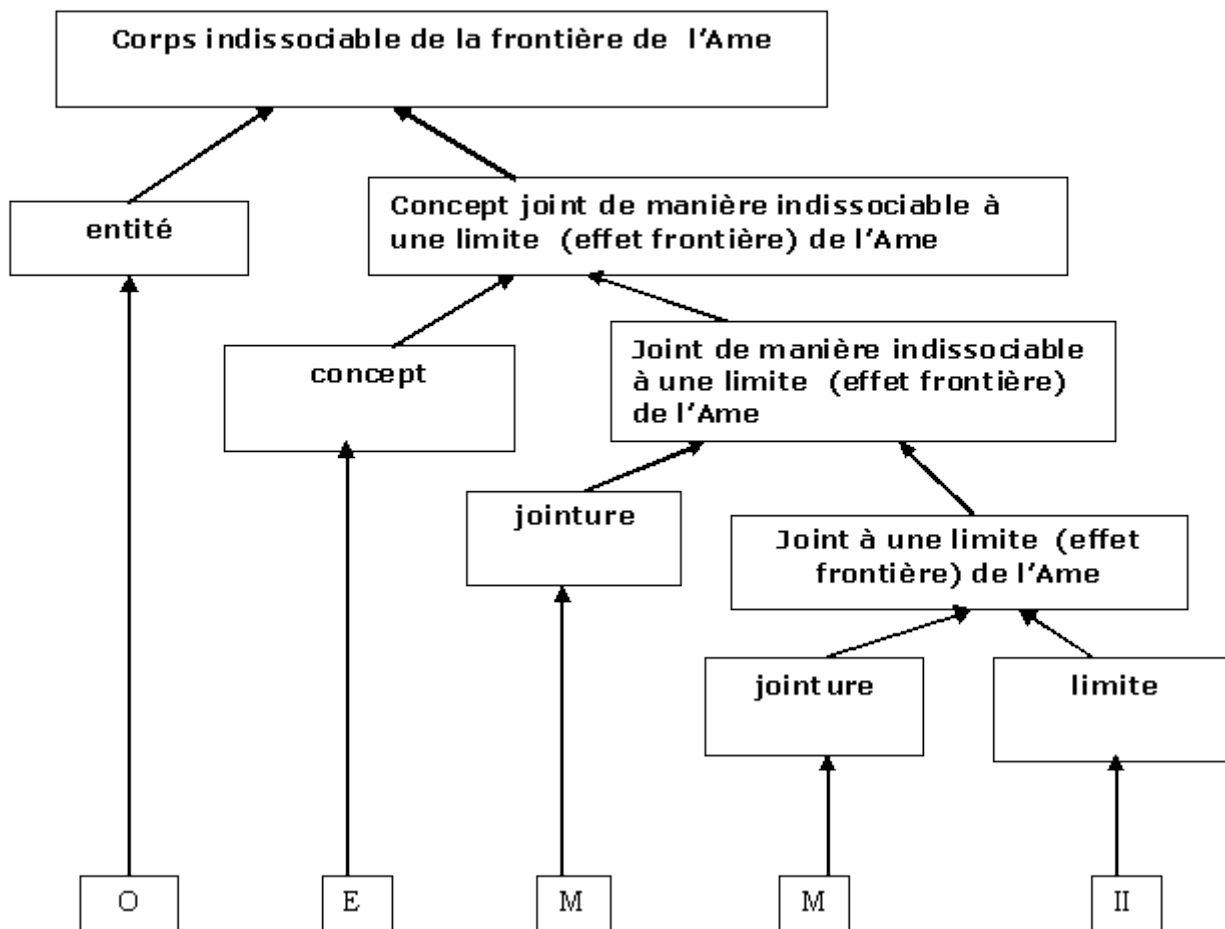 Corps indissociable de la frontière de l'Ame
entité
Concept joint de manière indissociable à
une limite (effet frontière) de l'Ame
concept
Joint de manière indissociable
à une limite (effet frontière)
de l'Ame
jointure
Joint à une limite (effet
frontière) de l'Ame
jointure
limite
O
E
M
M
II